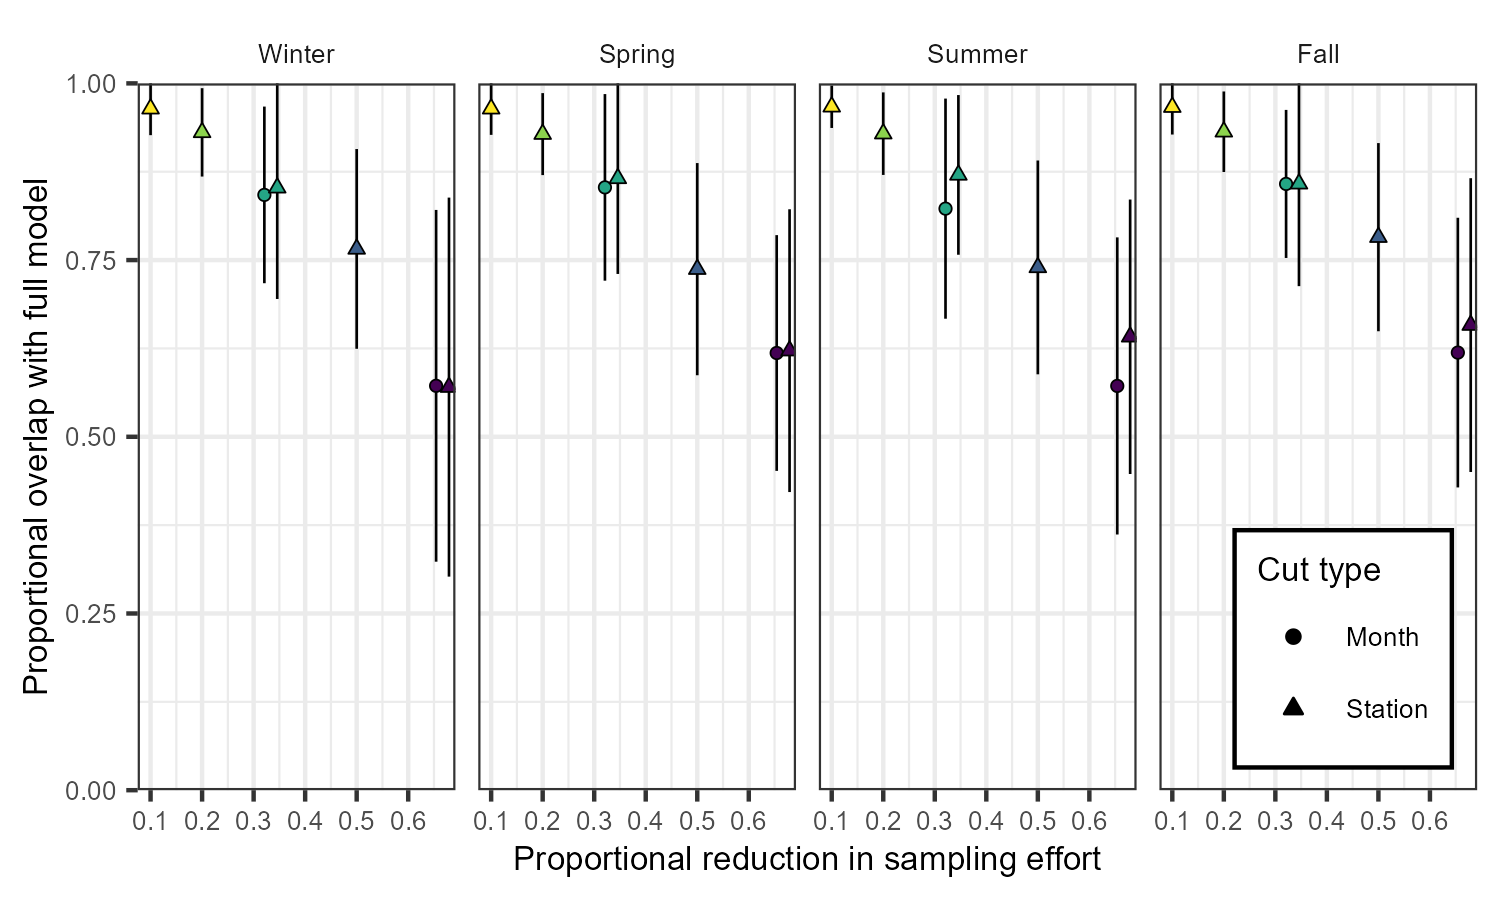 Winter Spring Summer Fall
Proportional overlap with full model
1.00
0.75
0.50
0.25
0.00
Cut type
Month
Station
0.1 0.2 0.3 0.4 0.5 0.6 0.1 0.2 0.3 0.4 0.5 0.6 0.1 0.2 0.3 0.4 0.5 0.6 0.1 0.2 0.3 0.4 0.5 0.6
Proportional reduction in sampling effort